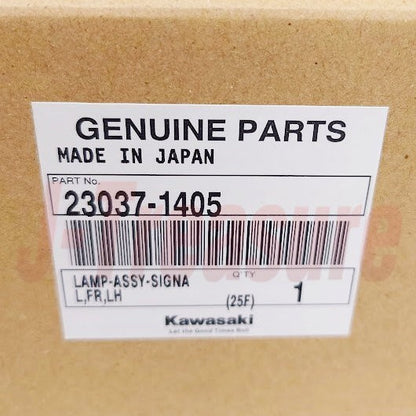 GENUINE PARTS
MADE IN JAPAN
PART No.
23037-1405
LAMP-ASSY-SIGNA
L,FR,LH
Q'TY
(25F)
1
Kawasaki
Let the Good Times Roll